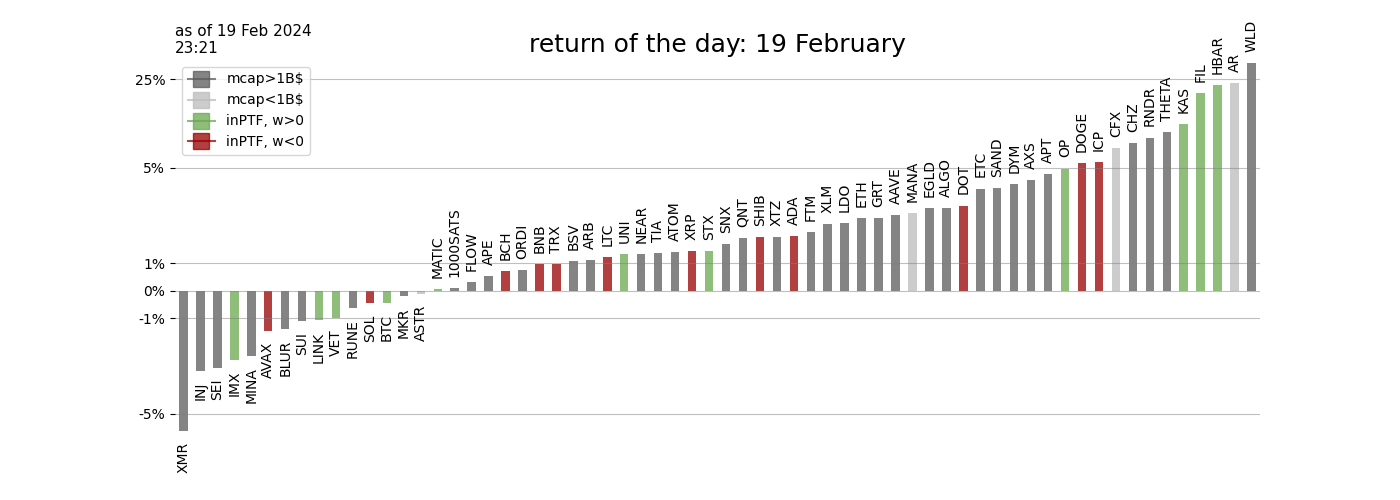 as of 19 Feb 2024
23:21
return of the day: 19 February
mcap>1B$
mcap<1B$
inPTF, w>0
inPTF, w<0
25%
5%
1%
0%
-1%
-5%
XMR
INJ
SEI
IMX
MINA
AVAX
BLUR
SUI
LINK
VET
RUNE
SOL
BTC
MKR
ASTR
MATIC
1000SATS
FLOW
APE
BCH
ORDI
BNB
TRX
BSV
ARB
LTC
UNI
NEAR
TIA
ATOM
XRP
STX
SNX
QNT
SHIB
XTZ
ADA
FTM
XLM
LDO
ETH
GRT
AAVE
MANA
EGLD
ALGO
DOT
ETC
SAND
DYM
AXS
APT
OP
DOGE
ICP
CFX
CHZ
RNDR
THETA
KAS
FIL
HBAR
AR
WLD